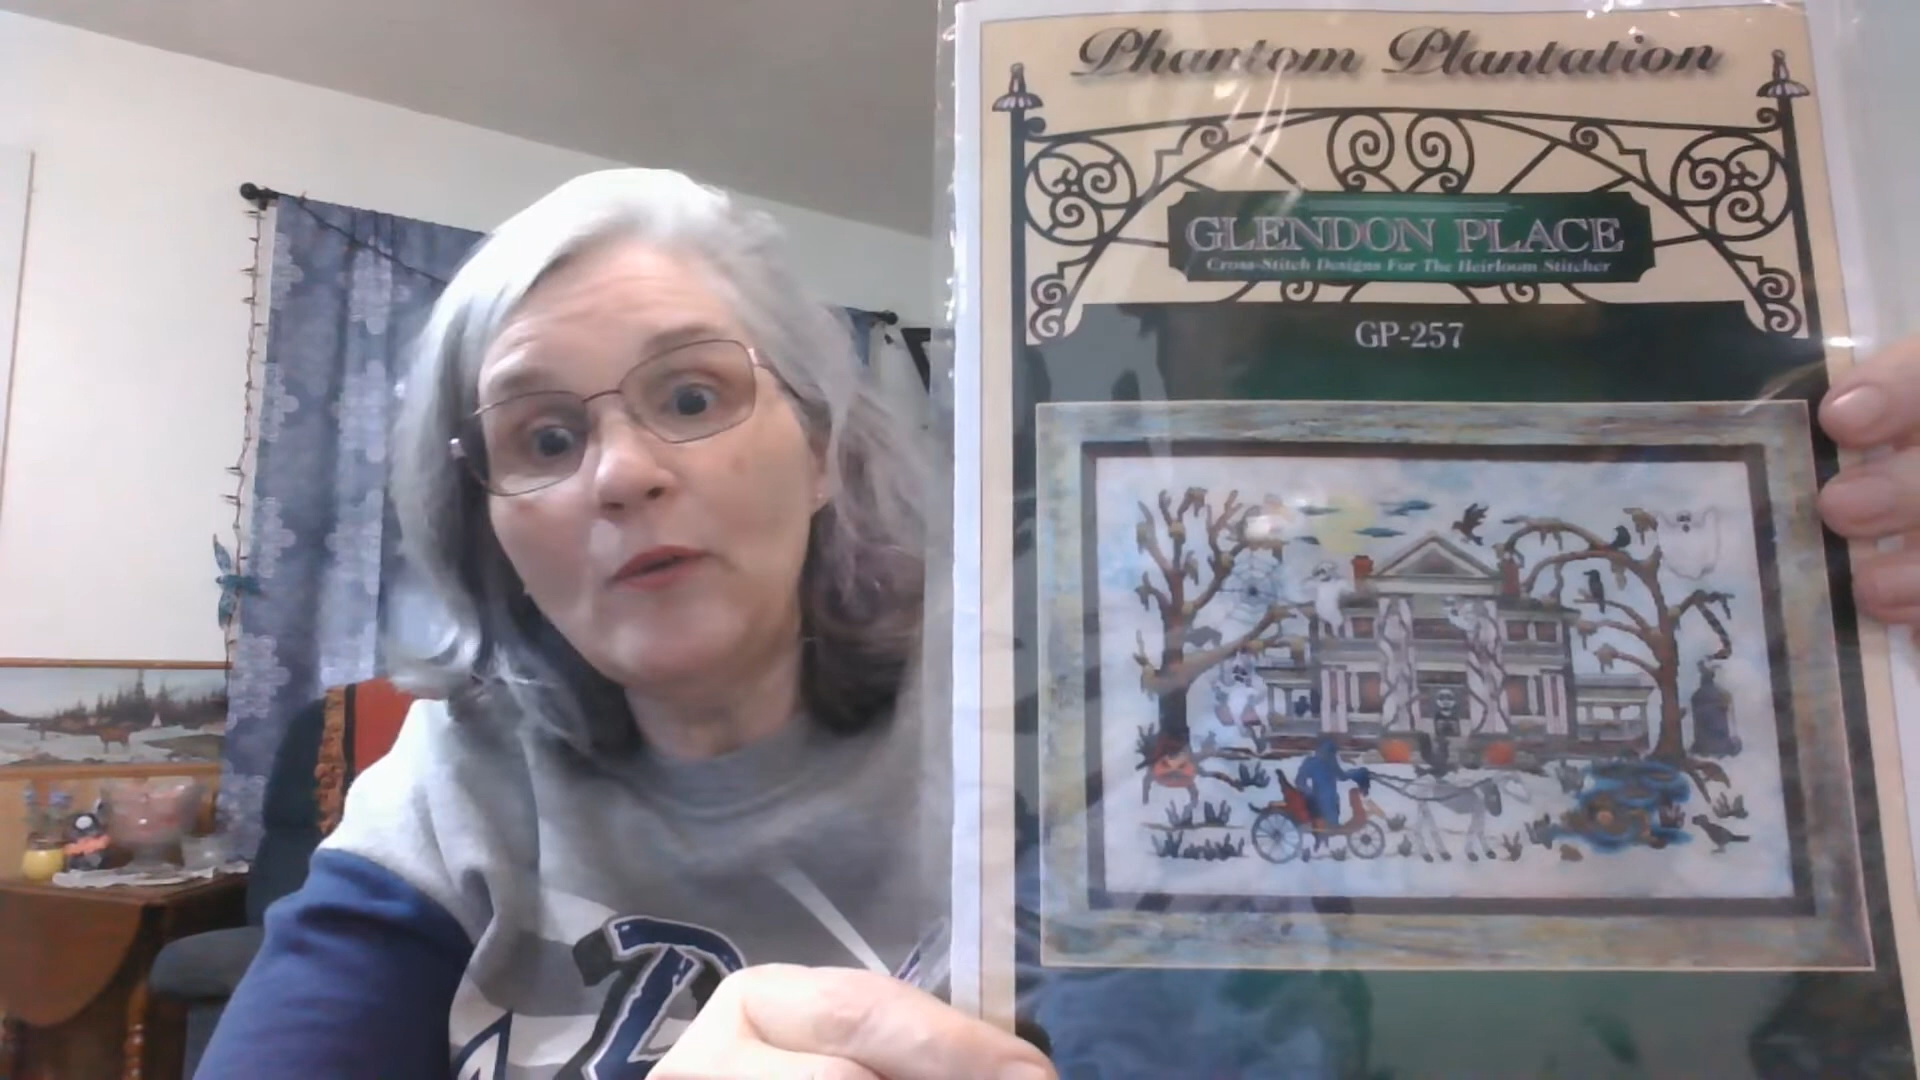 Phantom Plantation
GLENDON PLACE
Cross-Stitch Designs For The Heirloom Stitcher
GP-257